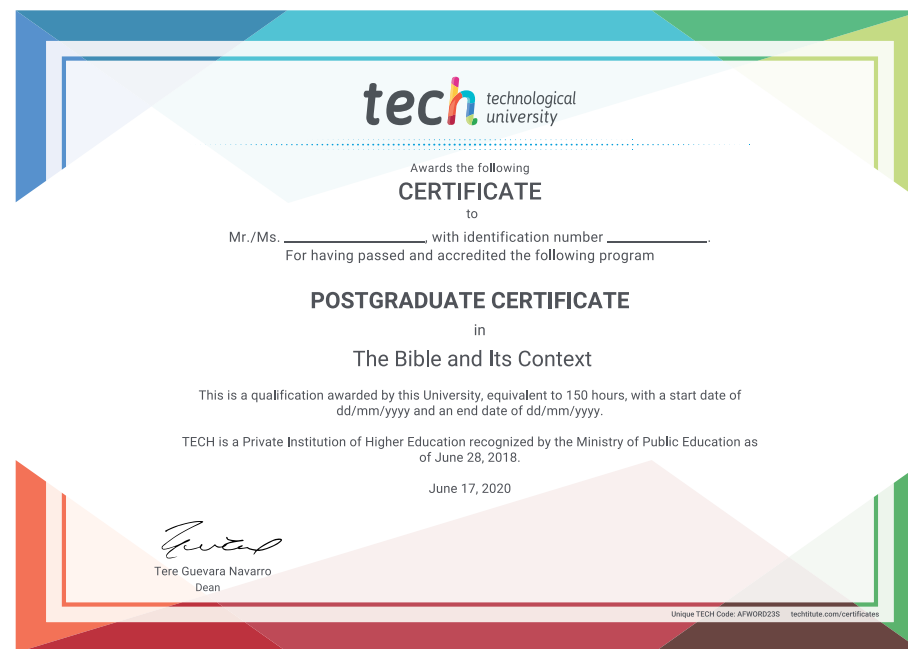 tech technological
university
Awards the following
CERTIFICATE
to
Mr./Ms. ____________________, with identification number ______________.
For having passed and accredited the following program
POSTGRADUATE CERTIFICATE
in
The Bible and Its Context
This is a qualification awarded by this University, equivalent to 150 hours, with a start date of
dd/mm/yyyy and an end date of dd/mm/yyyy.
TECH is a Private Institution of Higher Education recognized by the Ministry of Public Education as
of June 28, 2018.
June 17, 2020
Tere Guevara Navarro
Dean
Unique TECH Code: AFWORD23S techtitute.com/certificates